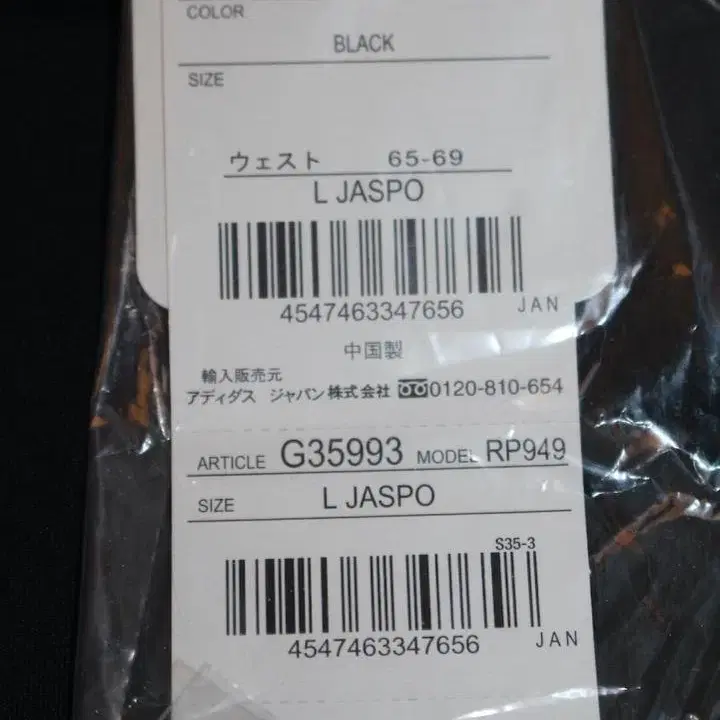 COLOR
BLACK
SIZE
ウェスト 65-69
L JASPO
4547463347656 JAN
中国製
輸入販売元
アディダス ジャパン株式会社 0120-810-654
ARTICLE G35993 MODEL RP949
SIZE L JASPO
S35-3
4547463347656 JAN